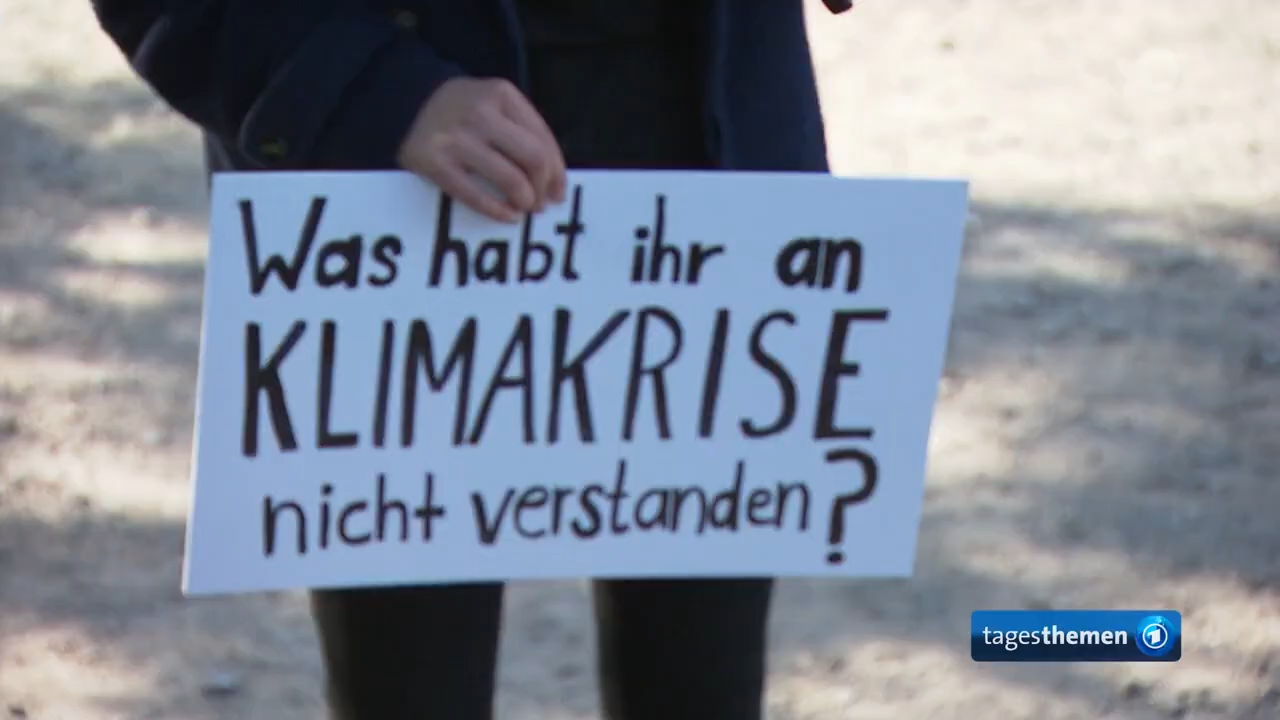 Was habt ihr an
KLIMAKRISE
nicht verstanden?
tagesthemen